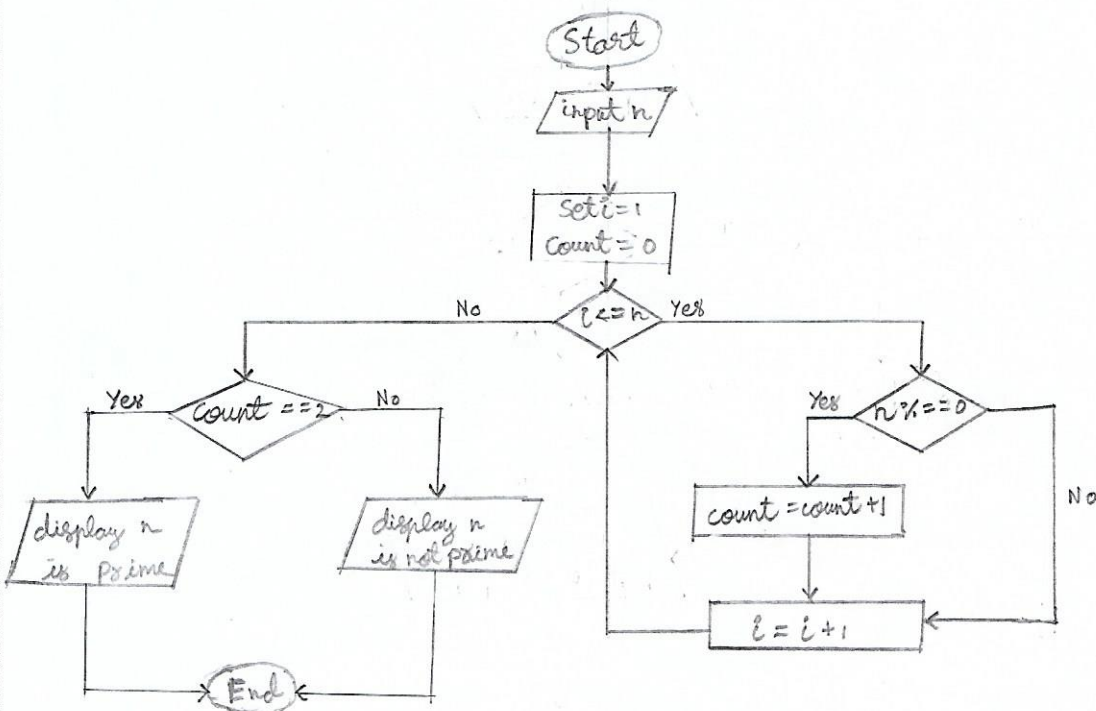 Start
input n
Set i=1
Count = 0
i <= n
No
Yes
Count ==2
Yes
No
n % == 0
Yes
No
display n
is prime
display n
is not prime
count = count +1
i = i +1
End